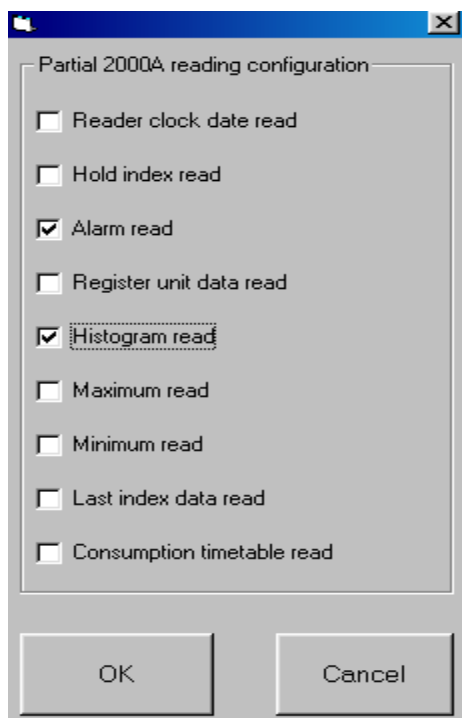 Partial 2000A reading configuration
Reader clock date read
Hold index read
Alarm read
Register unit data read
Histogram read
Maximum read
Minimum read
Last index data read
Consumption timetable read
OK
Cancel